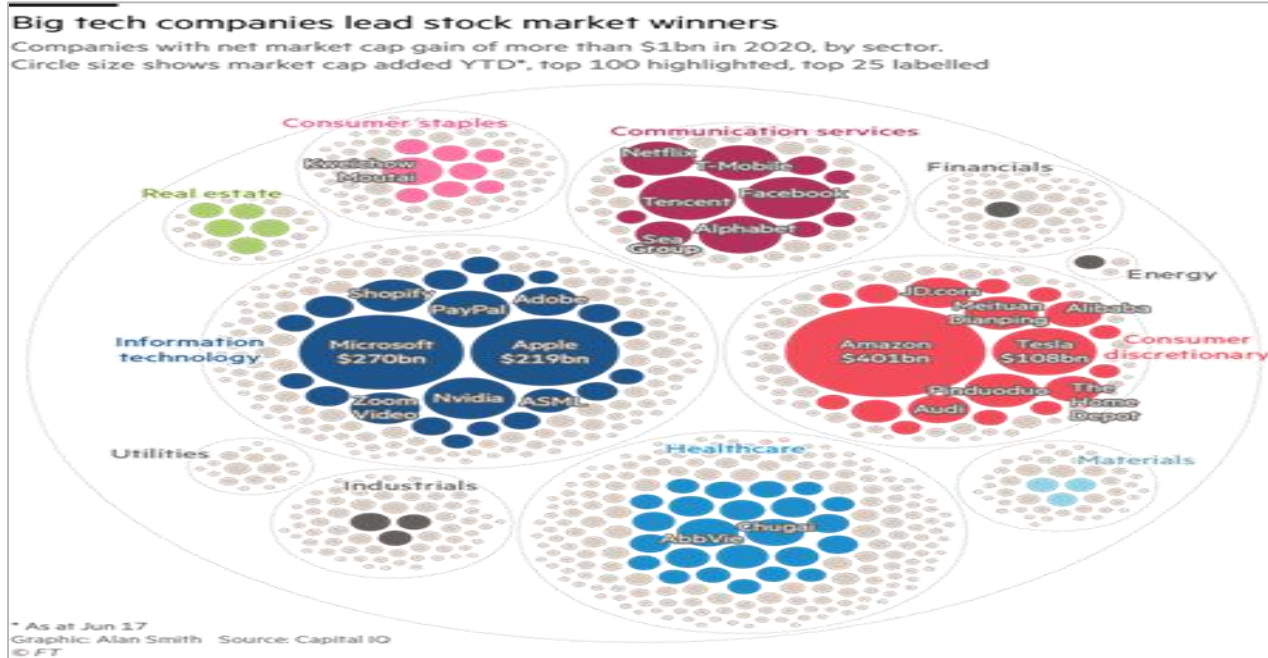 Big tech companies lead stock market winners
Companies with net market cap gain of more than $1bn in 2020, by sector.
Circle size shows market cap added YTD*, top 100 highlighted, top 25 labelled
Consumer staples
Kweichow
Moutai
Real estate
Communication services
Netflix
T-Mobile
Tencent
Facebook
Alphabet
Sea
Group
Financials
Energy
Information
technology
Shopify
PayPal
Adobe
Microsoft
$270bn
Apple
$219bn
Zoom
Video
Nvidia
ASML
Consumer
discretionary
JD.com
Meituan
Dianping
Alibaba
Amazon
$401bn
Tesla
$108bn
Pinduoduo
Audi
The
Home
Depot
Utilities
Industrials
Healthcare
AbbVie
Chugai
Materials
* As at Jun 17
Graphic: Alan Smith Source: Capital IQ
© FT